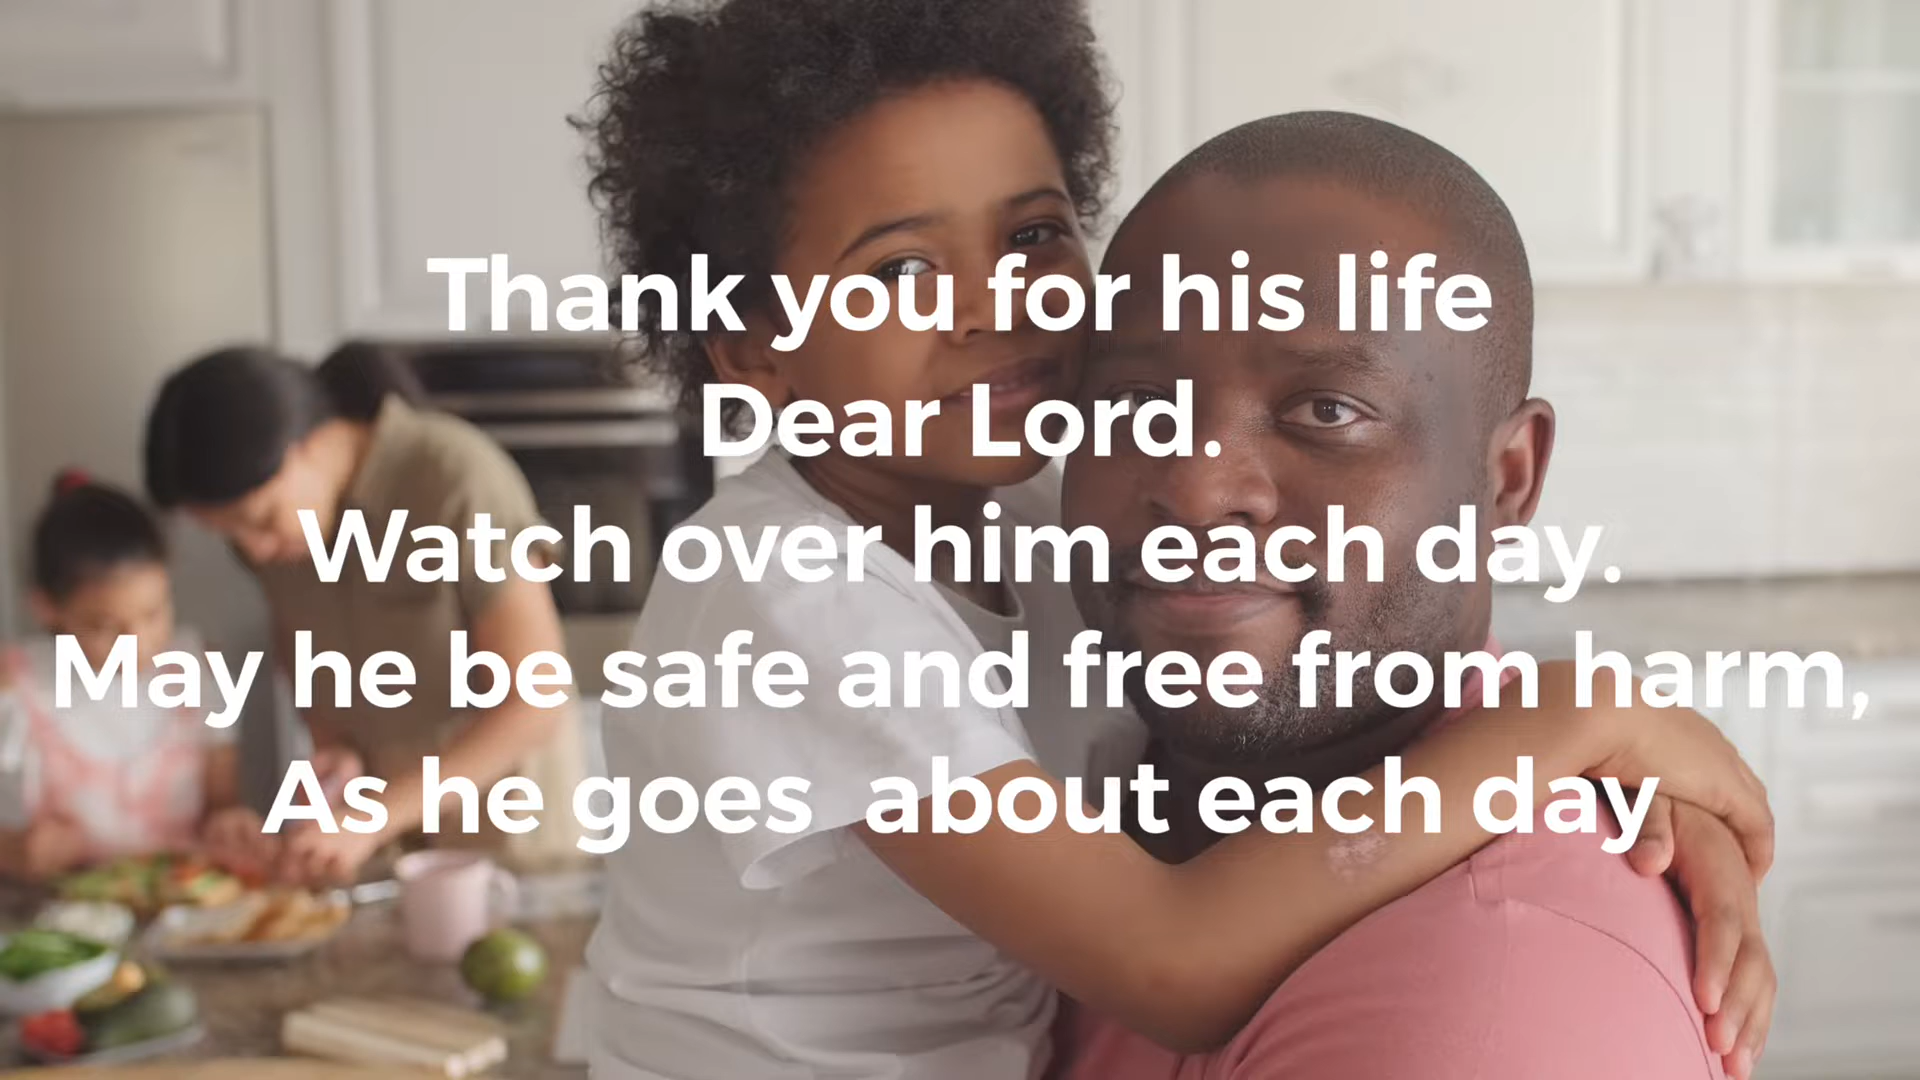 Thank you for his life
Dear Lord.
Watch over him each day.
May he be safe and free from harm,
As he goes  about each day